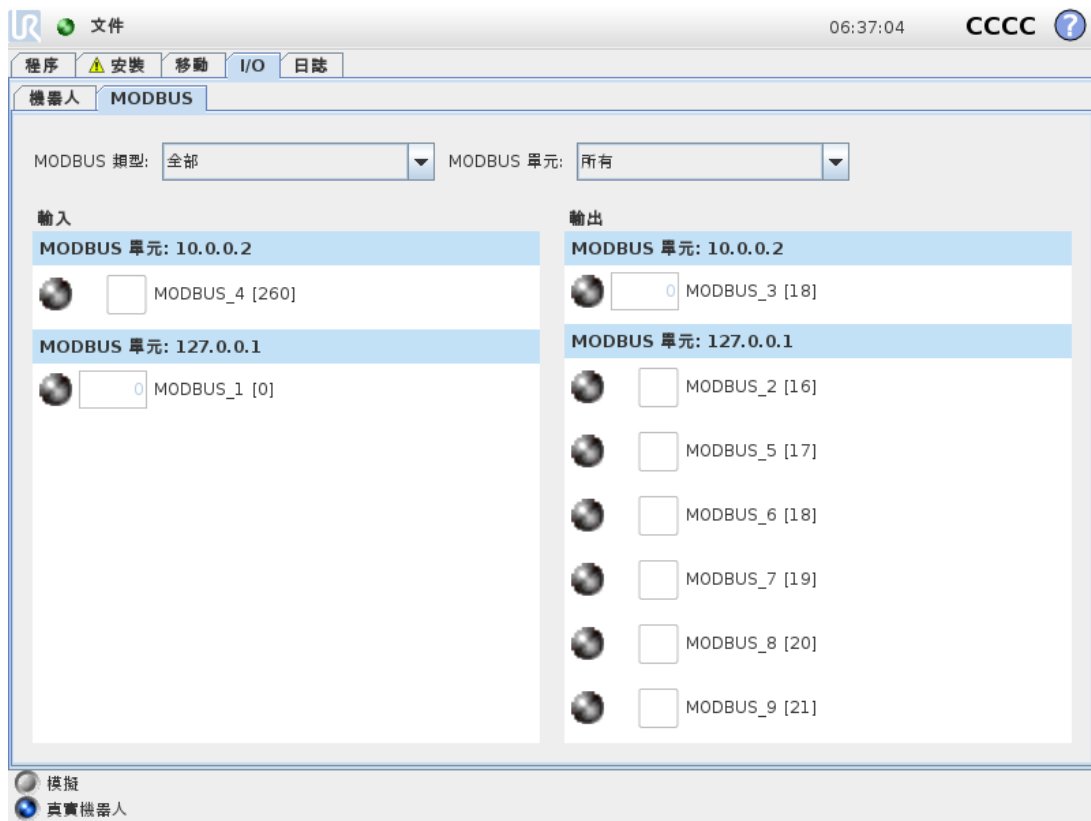 UR 文件 06:37:04 CCCC ?
程序 安裝 移動 I/O 日誌
機器人 MODBUS
MODBUS 類型: 全部 MODBUS 單元: 所有
輸入
MODBUS 單元: 10.0.0.2
MODBUS_4 [260]
MODBUS 單元: 127.0.0.1
0 MODBUS_1 [0]
輸出
MODBUS 單元: 10.0.0.2
0 MODBUS_3 [18]
MODBUS 單元: 127.0.0.1
MODBUS_2 [16]
MODBUS_5 [17]
MODBUS_6 [18]
MODBUS_7 [19]
MODBUS_8 [20]
MODBUS_9 [21]
模擬
真實機器人